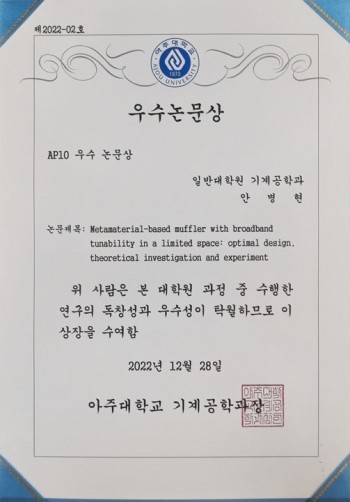 제2022-02호
아주대학교
AJOU UNIVERSITY
1973
우수논문상
AP10 우수 논문상
일반대학원 기계공학과
안 병 현
논문제목: Metamaterial-based muffler with broadband
tunability in a limited space: optimal design,
theoretical investigation and experiment
위 사람은 본 대학원 과정 중 수행한
연구의 독창성과 우수성이 탁월하므로 이
상장을 수여함
2022년 12월 28일
아주대학교 기계공학과장